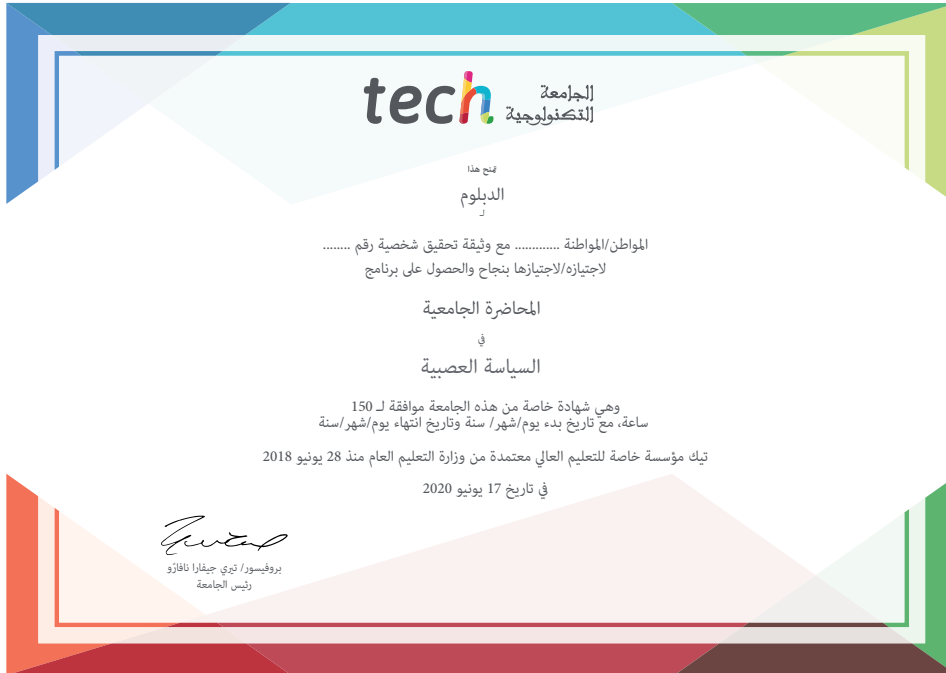 tech الجامعة
التكنولوجية
تمنح هذا
الدبلوم
لـ
المواطن/المواطنة ............. مع وثيقة تحقيق شخصية رقم ........
لاجتيازه/لاجتيازها بنجاح والحصول على برنامج
المحاضرة الجامعية
في
السياسة العصبية
وهي شهادة خاصة من هذه الجامعة موافقة لـ 150
ساعة، مع تاريخ بدء يوم/شهر/ سنة وتاريخ انتهاء يوم/شهر/سنة
تيك مؤسسة خاصة للتعليم العالي معتمدة من وزارة التعليم العام منذ 28 يونيو 2018
في تاريخ 17 يونيو 2020
بروفيسور/ تيري جيفارا نافارو
رئيس الجامعة